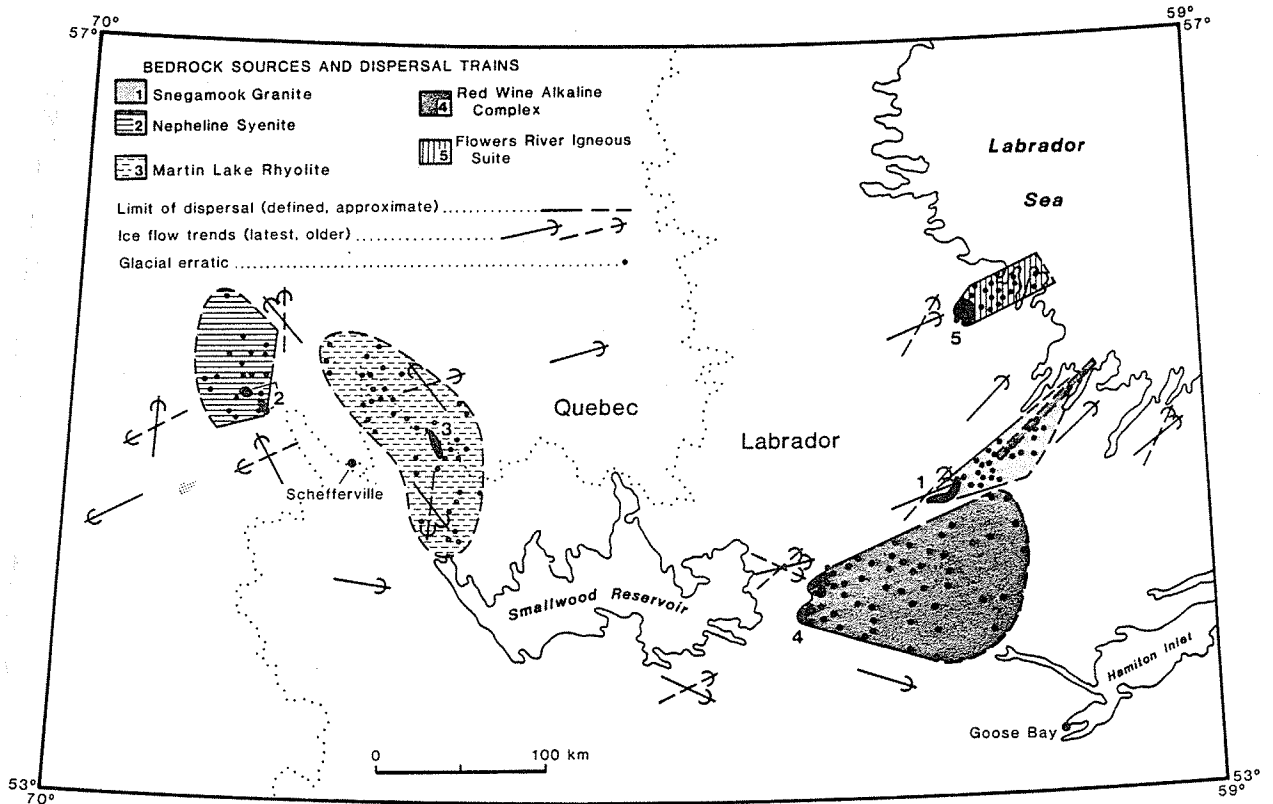 70°
57°
59°
57°
BEDROCK SOURCES AND DISPERSAL TRAINS
1 Snegamook Granite
2 Nepheline Syenite
3 Martin Lake Rhyolite
4 Red Wine Alkaline
Complex
5 Flowers River Igneous
Suite
Limit of dispersal (defined, approximate)
Ice flow trends (latest, older)
Glacial erratic
Labrador
Sea
5
2
3
Quebec
Labrador
1
Schefferville
Smallwood Reservoir
4
Hamilton Inlet
Goose Bay
0 100 km
53°
70°
53°
59°